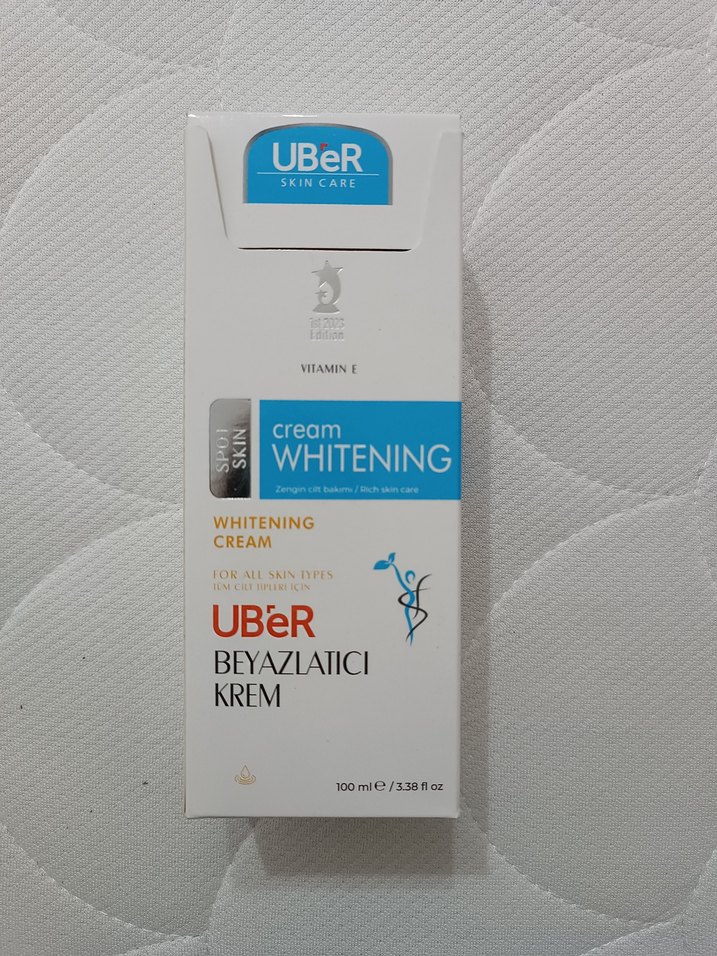 UBeR
SKIN CARE
1st 2023
Edition
VITAMIN E
SPOT
SKIN
cream
WHITENING
Zengin cilt bakımı / Rich skin care
WHITENING
CREAM
FOR ALL SKIN TYPES
TÜM CİLT TİPLERİ İÇİN
UBeR
BEYAZLATICI
KREM
100 ml ℮ / 3.38 fl oz